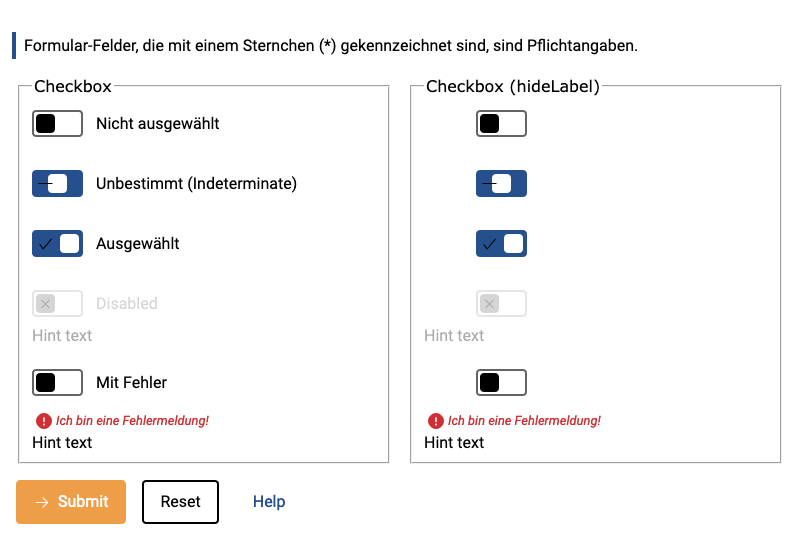 Formular-Felder, die mit einem Sternchen (*) gekennzeichnet sind, sind Pflichtangaben.
Checkbox
Nicht ausgewählt
Unbestimmt (Indeterminate)
Ausgewählt
Disabled
Hint text
Mit Fehler
Ich bin eine Fehlermeldung!
Hint text
Checkbox (hideLabel)
Hint text
Ich bin eine Fehlermeldung!
Hint text
Submit
Reset
Help